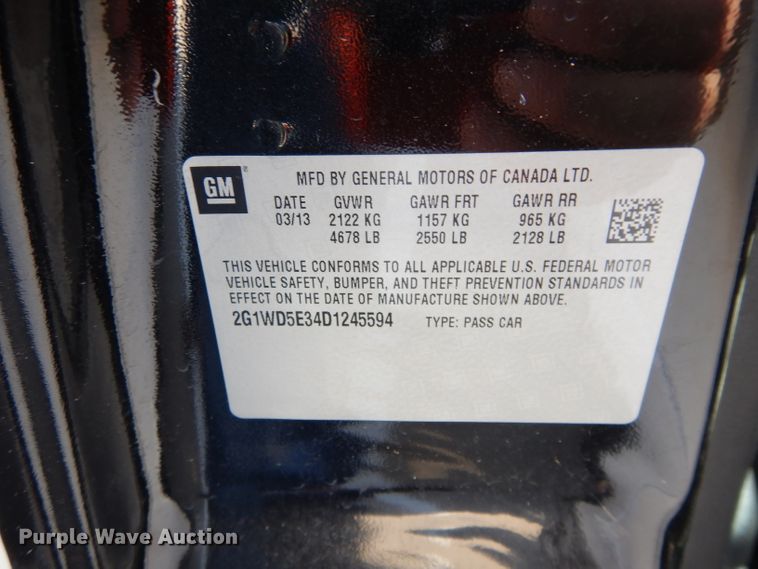 GM
MFD BY GENERAL MOTORS OF CANADA LTD.
DATE GVWR GAWR FRT GAWR RR
03/13 2122 KG 1157 KG 965 KG
4678 LB 2550 LB 2128 LB
THIS VEHICLE CONFORMS TO ALL APPLICABLE U.S. FEDERAL MOTOR
VEHICLE SAFETY, BUMPER, AND THEFT PREVENTION STANDARDS IN
EFFECT ON THE DATE OF MANUFACTURE SHOWN ABOVE.
2G1WD5E34D1245594 TYPE: PASS CAR
Purple Wave Auction®